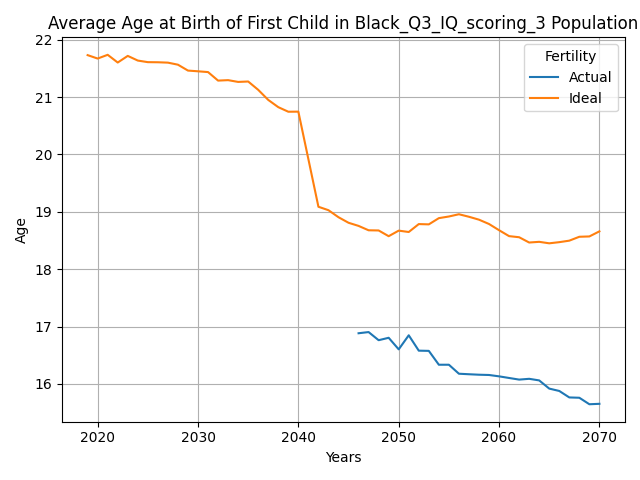 Average Age at Birth of First Child in Black_Q3_IQ_scoring_3 Population
Fertility
Actual
Ideal
22
21
20
19
18
17
16
Age
2020 2030 2040 2050 2060 2070
Years